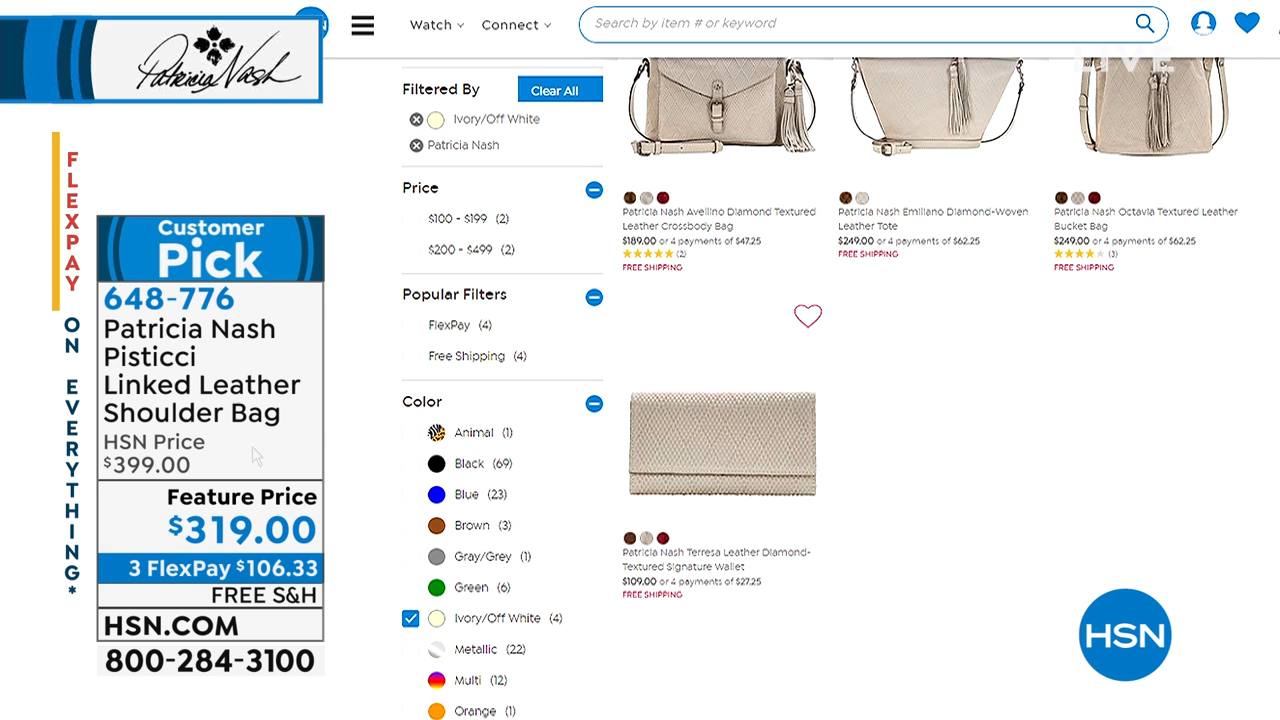 Patricia Nash
FLEXPAY ON EVERYTHING*
Customer
Pick
648-776
Patricia Nash
Pisticci
Linked Leather
Shoulder Bag
HSN Price
$399.00
Feature Price
$319.00
3 FlexPay $106.33
FREE S&H
HSN.COM
800-284-3100
Watch
Connect
Search by item # or keyword
LIVE
Filtered By
Clear All
Ivory/Off White
Patricia Nash
Price
$100 - $199 (2)
$200 - $499 (2)
Popular Filters
FlexPay (4)
Free Shipping (4)
Color
Animal (1)
Black (69)
Blue (23)
Brown (3)
Gray/Grey (1)
Green (6)
Ivory/Off White (4)
Metallic (22)
Multi (12)
Orange (1)
Patricia Nash Avellino Diamond Textured
Leather Crossbody Bag
$189.00 or 4 payments of $47.25
(2)
FREE SHIPPING
Patricia Nash Emiliano Diamond-Woven
Leather Tote
$249.00 or 4 payments of $62.25
FREE SHIPPING
Patricia Nash Octavia Textured Leather
Bucket Bag
$249.00 or 4 payments of $62.25
(3)
FREE SHIPPING
Patricia Nash Terresa Leather Diamond-
Textured Signature Wallet
$109.00 or 4 payments of $27.25
FREE SHIPPING
HSN